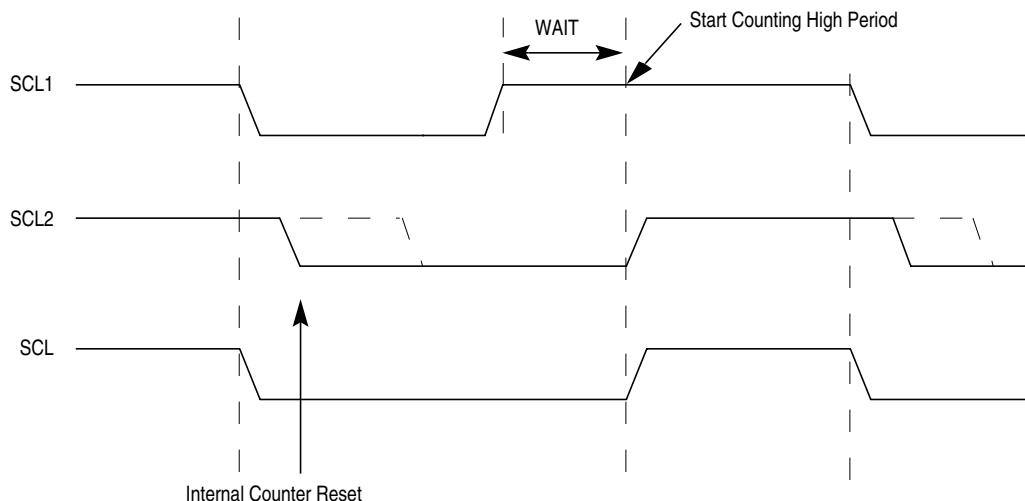 Start Counting High Period
WAIT
SCL1
SCL2
SCL
Internal Counter Reset